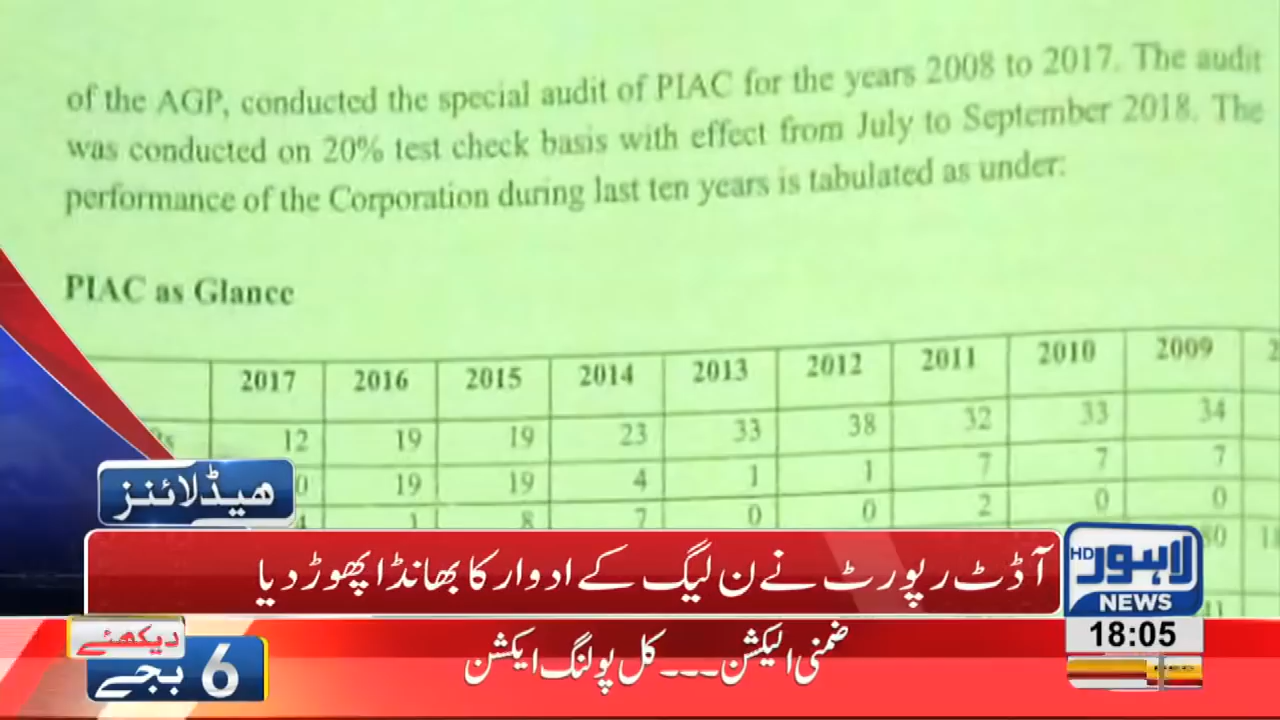 of the AGP, conducted the special audit of PIAC for the years 2008 to 2017. The audit
was conducted on 20% test check basis with effect from July to September 2018. The
performance of the Corporation during last ten years is tabulated as under:
PIAC as Glance
2017 2016 2015 2014 2013 2012 2011 2010 2009
12 19 19 23 33 38 32 33 34
0 19 19 4 1 1 7 7 7
1 8 7 0 0 2 0 0
ھیڈلائنز
آڈٹ رپورٹ نے ن لیگ کے ادوار کا بھانڈا پھوڑ دیا
HD لاہور
NEWS
18:05
دیکھئے
6 بجے
ضمنی الیکشن۔۔۔ کل پولنگ ایکشن